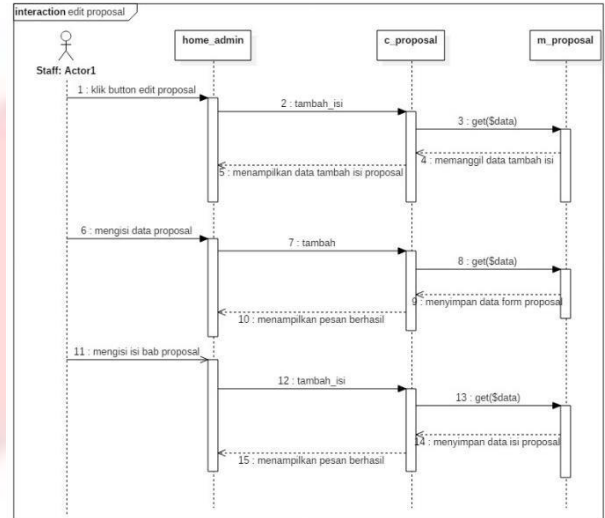 interaction edit proposal
home_admin
c_proposal
m_proposal
Staff: Actor1
1 : klik button edit proposal
2 : tambah_isi
3 : get($data)
4 : memanggil data tambah isi
5 : menampilkan data tambah isi proposal
6 : mengisi data proposal
7 : tambah
8 : get($data)
9 : menyimpan data form proposal
10 : menampilkan pesan berhasil
11 : mengisi isi bab proposal
12 : tambah_isi
13 : get($data)
14 : menyimpan data isi proposal
15 : menampilkan pesan berhasil